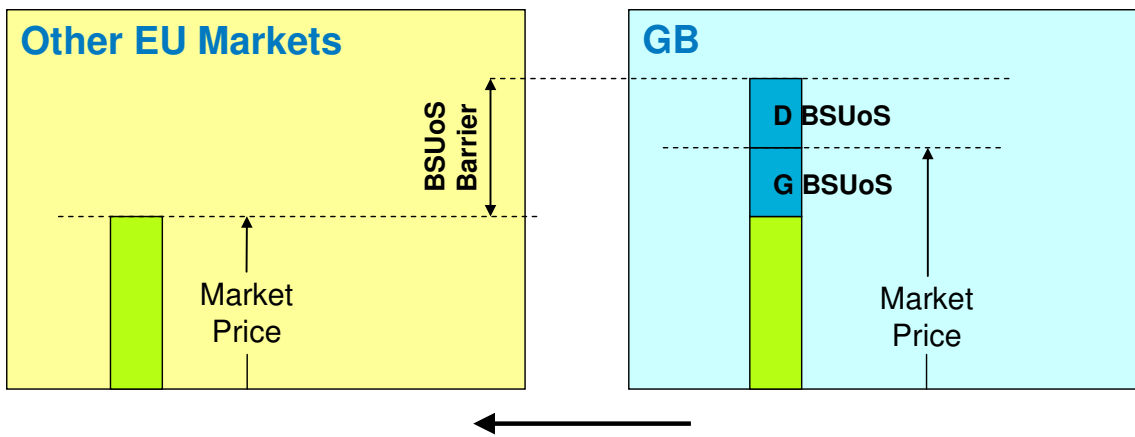 Other EU Markets
BSUoS
Barrier
Market
Price
GB
D BSUoS
G BSUoS
Market
Price